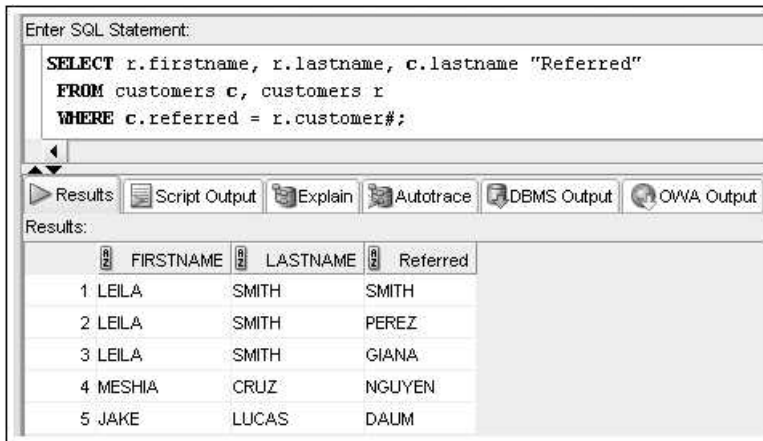 Enter SQL Statement:
SELECT r.firstname, r.lastname, c.lastname "Referred"
FROM customers c, customers r
WHERE c.referred = r.customer#;
Results Script Output Explain Autotrace DBMS Output OWA Output
Results:
FIRSTNAME LASTNAME Referred
1 LEILA SMITH SMITH
2 LEILA SMITH PEREZ
3 LEILA SMITH GIANA
4 MESHIA CRUZ NGUYEN
5 JAKE LUCAS DAUM